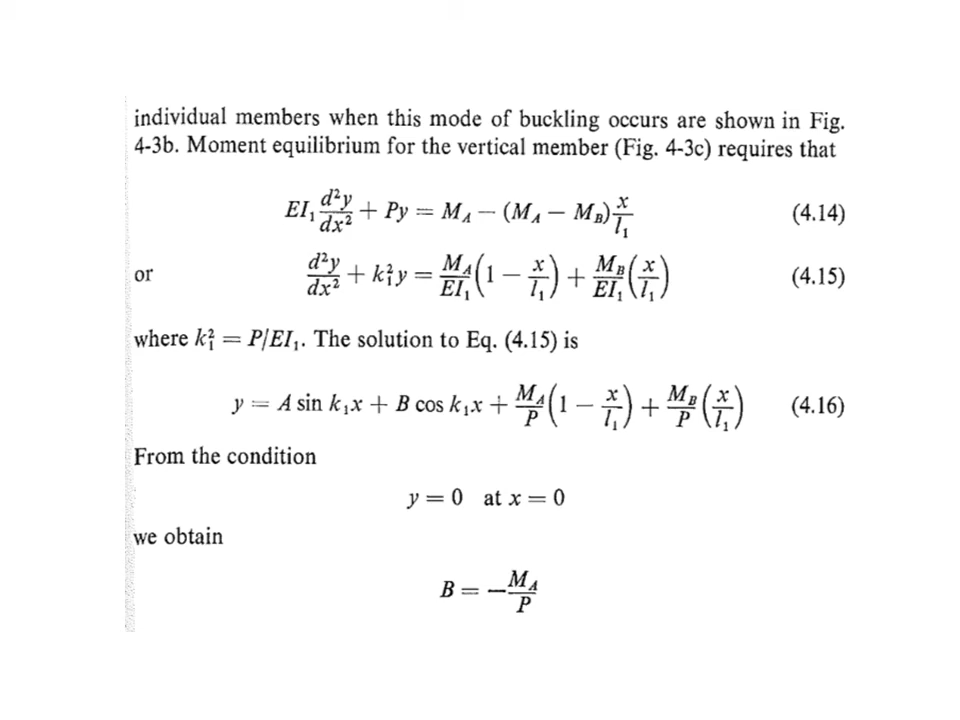 individual members when this mode of buckling occurs are shown in Fig.
4-3b. Moment equilibrium for the vertical member (Fig. 4-3c) requires that
EI₁ d²y/dx² + Py = M_A − (M_A − M_B) x/l₁ (4.14)
or d²y/dx² + k₁²y = M_A/EI₁ (1 − x/l₁) + M_B/EI₁ (x/l₁) (4.15)
where k₁² = P/EI₁. The solution to Eq. (4.15) is
y = A sin k₁x + B cos k₁x + M_A/P (1 − x/l₁) + M_B/P (x/l₁) (4.16)
From the condition
y = 0 at x = 0
we obtain
B = −M_A/P